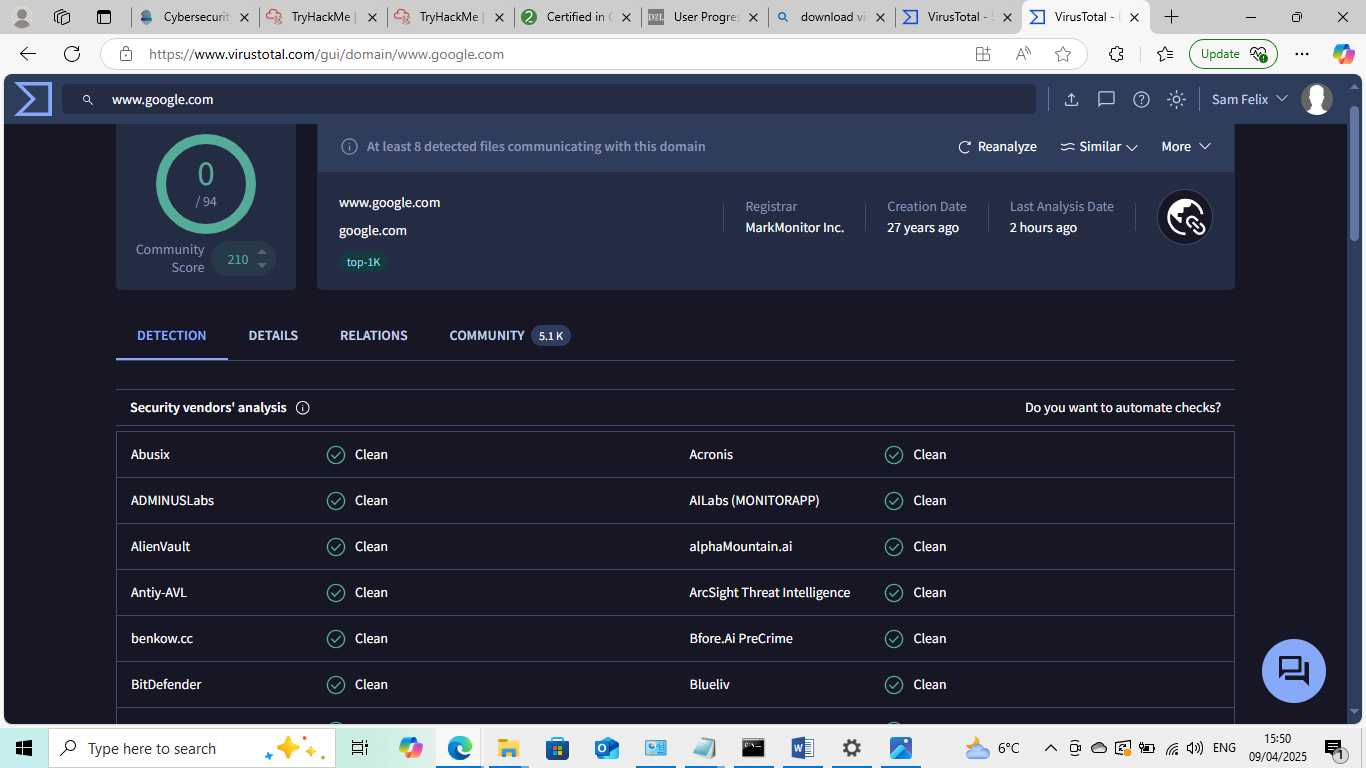 Cybersecurit
TryHackMe |
TryHackMe |
Certified in C
D2L User Progres
download vi
VirusTotal -
VirusTotal -
https://www.virustotal.com/gui/domain/www.google.com
Update
www.google.com
Sam Felix
0
/ 94
Community
Score
210
At least 8 detected files communicating with this domain
Reanalyze
Similar
More
www.google.com
google.com
top-1K
Registrar
MarkMonitor Inc.
Creation Date
27 years ago
Last Analysis Date
2 hours ago
DETECTION
DETAILS
RELATIONS
COMMUNITY 5.1 K
Security vendors' analysis
Do you want to automate checks?
Abusix Clean Acronis Clean
ADMINUSLabs Clean AILabs (MONITORAPP) Clean
AlienVault Clean alphaMountain.ai Clean
Antiy-AVL Clean ArcSight Threat Intelligence Clean
benkow.cc Clean Bfore.Ai PreCrime Clean
BitDefender Clean Blueliv Clean
Type here to search
6°C
ENG
15:50
09/04/2025
1